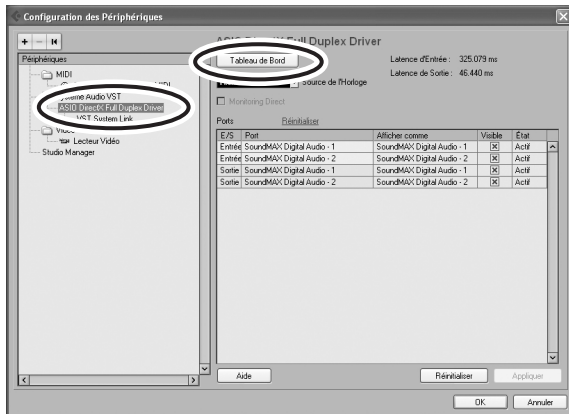 Configuration des Périphériques
+ - 
Périphériques
MIDI
Système Audio VST
ASIO DirectX Full Duplex Driver
VST System Link
Lecteur Vidéo
Studio Manager
Full Duplex Driver
Tableau de Bord
Latence d'Entrée : 325.079 ms
Latence de Sortie : 46.440 ms
Source de l'Horloge
Monitoring Direct
Ports Réinitialiser
E/S Port Afficher comme Visible État
Entrée SoundMAX Digital Audio - 1 SoundMAX Digital Audio - 1 Actif
Entrée SoundMAX Digital Audio - 2 SoundMAX Digital Audio - 2 Actif
Sortie SoundMAX Digital Audio - 1 SoundMAX Digital Audio - 1 Actif
Sortie SoundMAX Digital Audio - 2 SoundMAX Digital Audio - 2 Actif
Aide Réinitialiser Appliquer
OK Annuler